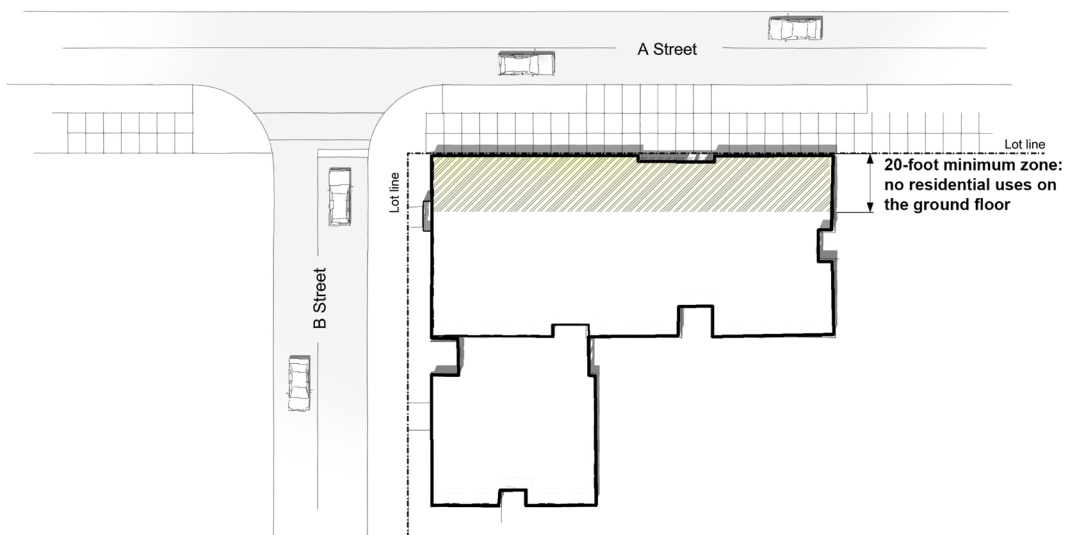 A Street
Lot line
20-foot minimum zone:
no residential uses on
the ground floor
Lot line
B Street